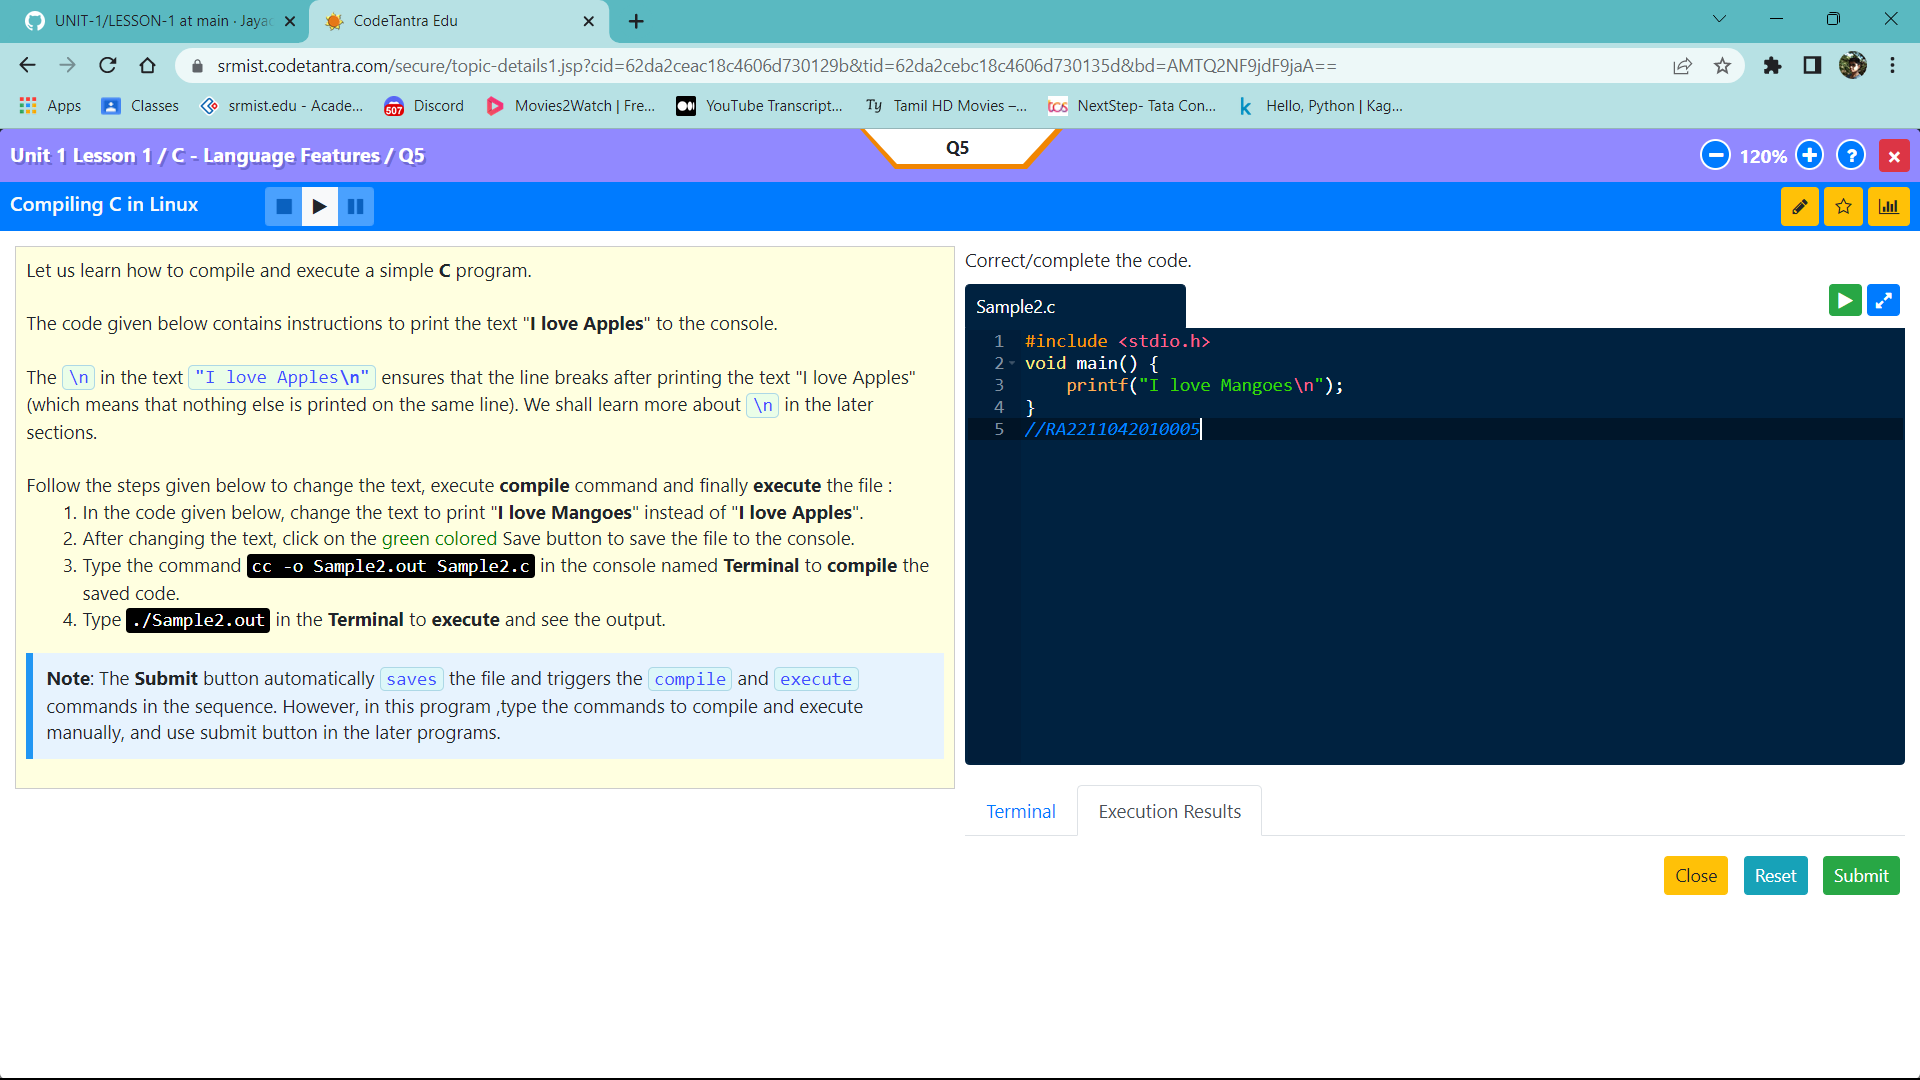 UNIT-1/LESSON-1 at main · Jayac
CodeTantra Edu
srmist.codetantra.com/secure/topic-details1.jsp?cid=62da2ceac18c4606d730129b&tid=62da2cebc18c4606d730135d&bd=AMTQ2NF9jdF9jaA==
Apps
Classes
srmist.edu - Acade...
507
Discord
Movies2Watch | Fre...
YouTube Transcript...
Ty Tamil HD Movies –...
tcs NextStep- Tata Con...
k Hello, Python | Kag...
Unit 1 Lesson 1 / C - Language Features / Q5
Q5
120%
?
Compiling C in Linux
Let us learn how to compile and execute a simple C program.
The code given below contains instructions to print the text "I love Apples" to the console.
The \n in the text "I love Apples\n" ensures that the line breaks after printing the text "I love Apples"
(which means that nothing else is printed on the same line). We shall learn more about \n in the later
sections.
Follow the steps given below to change the text, execute compile command and finally execute the file :
1. In the code given below, change the text to print "I love Mangoes" instead of "I love Apples".
2. After changing the text, click on the green colored Save button to save the file to the console.
3. Type the command cc -o Sample2.out Sample2.c in the console named Terminal to compile the
saved code.
4. Type ./Sample2.out in the Terminal to execute and see the output.
Note: The Submit button automatically saves the file and triggers the compile and execute
commands in the sequence. However, in this program ,type the commands to compile and execute
manually, and use submit button in the later programs.
Correct/complete the code.
Sample2.c
1 #include <stdio.h>
2 void main() {
3 printf("I love Mangoes\n");
4 }
5 //RA2211042010005
Terminal
Execution Results
Close
Reset
Submit